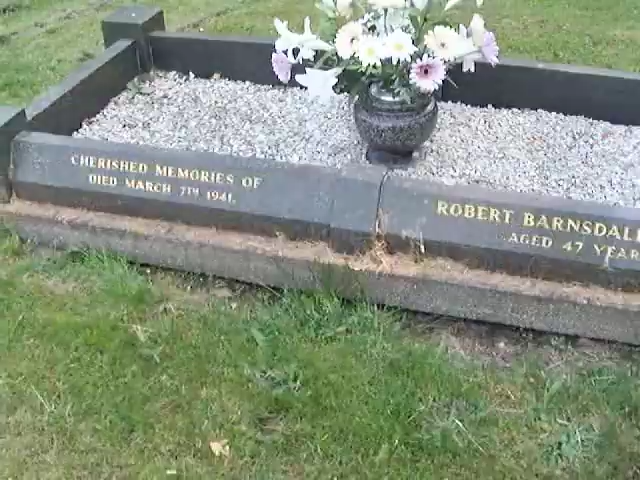 CHERISHED MEMORIES OF
DIED MARCH 7TH 1941.
ROBERT BARNSDAL
AGED 47 YEAR